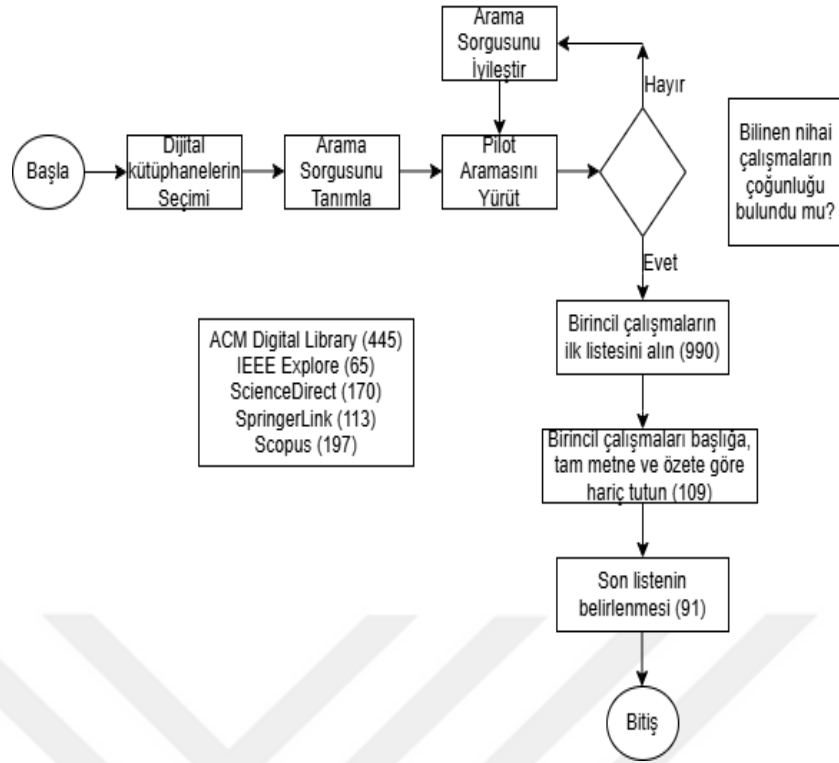 Arama
Sorgusunu
İyileştir
Hayır
Başla
Dijital
kütüphanelerin
Seçimi
Arama
Sorgusunu
Tanımla
Pilot
Aramasını
Yürüt
Bilinen nihai
çalışmaların
çoğunluğu
bulundu mu?
Evet
ACM Digital Library (445)
IEEE Explore (65)
ScienceDirect (170)
SpringerLink (113)
Scopus (197)
Birincil çalışmaların
ilk listesini alın (990)
Birincil çalışmaları başlığa,
tam metne ve özete göre
hariç tutun (109)
Son listenin
belirlenmesi (91)
Bitiş